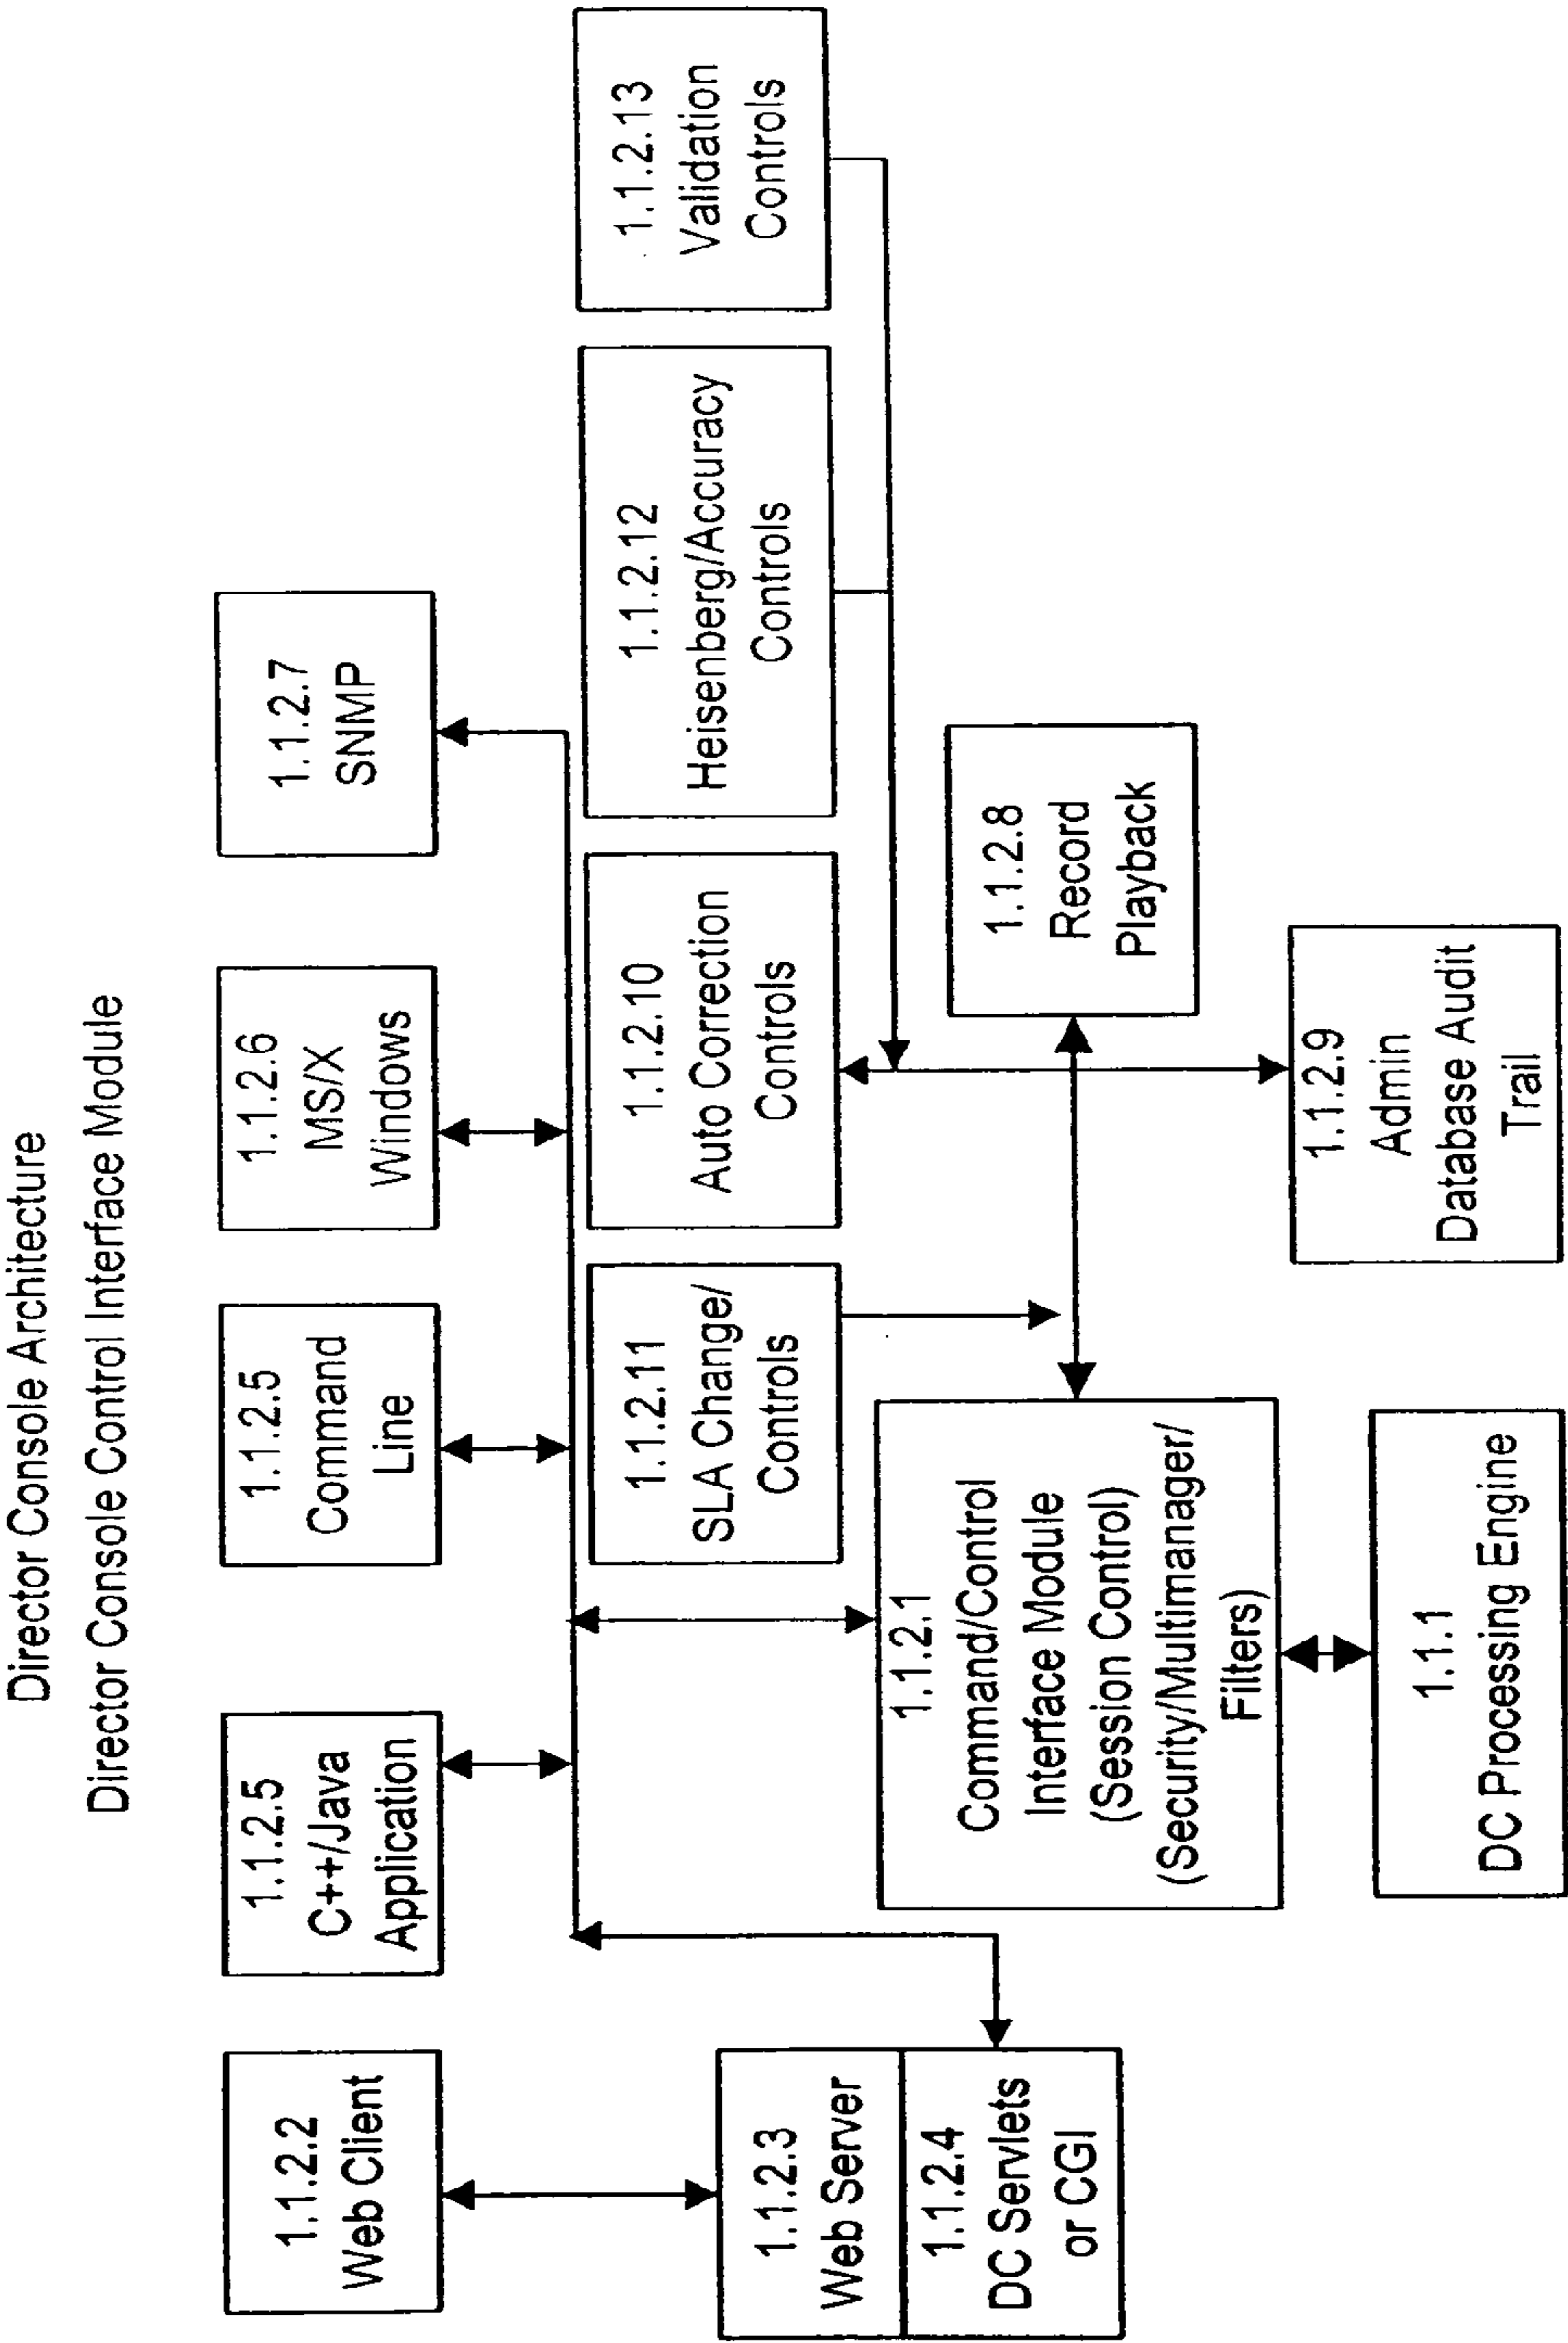 Director Console Architecture
Director Console Control Interface Module
1.1.2.2
Web Client
1.1.2.5
C++/Java
Application
1.1.2.5
Command
Line
1.1.2.6
MS/X
Windows
1.1.2.7
SNMP
1.1.2.11
SLA Change/
Controls
1.1.2.10
Auto Correction
Controls
1.1.2.12
Heisenberg/Accuracy
Controls
1.1.2.13
Validation
Controls
1.1.2.3
Web Server
1.1.2.4
DC Servlets
or CGI
1.1.2.1
Command/Control
Interface Module
(Session Control)
(Security/Multimanager/
Filters)
1.1.2.8
Record
Playback
1.1.1
DC Processing Engine
1.1.2.9
Admin
Database Audit
Trail